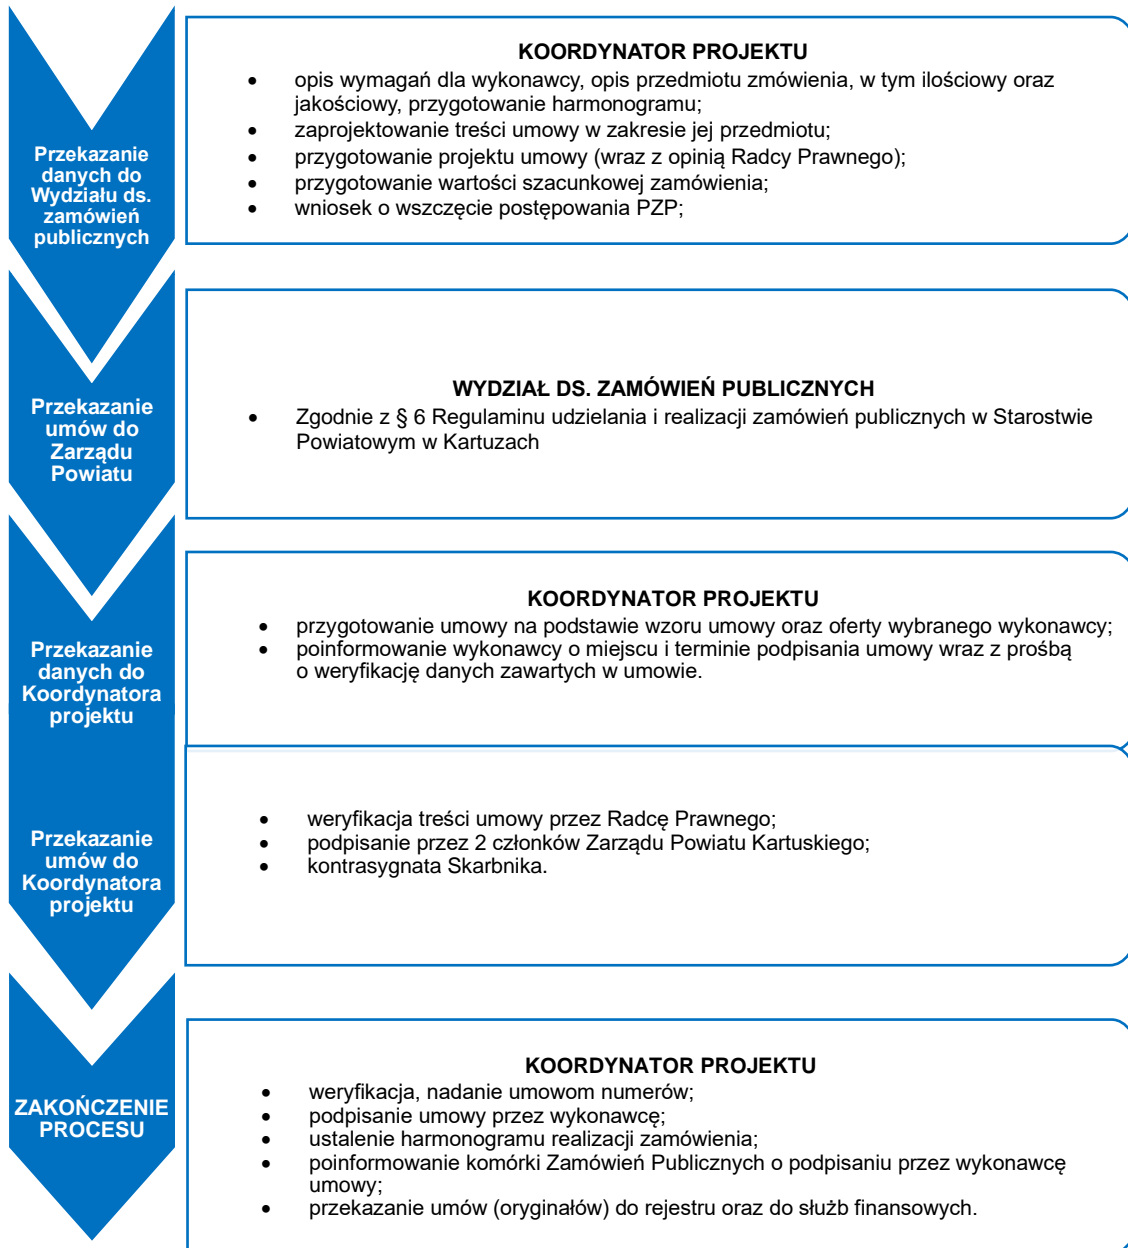 Przekazanie
danych do
Wydziału ds.
zamówień
publicznych
KOORDYNATOR PROJEKTU
• opis wymagań dla wykonawcy, opis przedmiotu zmówienia, w tym ilościowy oraz
jakościowy, przygotowanie harmonogramu;
• zaprojektowanie treści umowy w zakresie jej przedmiotu;
• przygotowanie projektu umowy (wraz z opinią Radcy Prawnego);
• przygotowanie wartości szacunkowej zamówienia;
• wniosek o wszczęcie postępowania PZP;
Przekazanie
umów do
Zarządu
Powiatu
WYDZIAŁ DS. ZAMÓWIEŃ PUBLICZNYCH
• Zgodnie z § 6 Regulaminu udzielania i realizacji zamówień publicznych w Starostwie
Powiatowym w Kartuzach
Przekazanie
danych do
Koordynatora
projektu
KOORDYNATOR PROJEKTU
• przygotowanie umowy na podstawie wzoru umowy oraz oferty wybranego wykonawcy;
• poinformowanie wykonawcy o miejscu i terminie podpisania umowy wraz z prośbą
o weryfikację danych zawartych w umowie.
Przekazanie
umów do
Koordynatora
projektu
• weryfikacja treści umowy przez Radcę Prawnego;
• podpisanie przez 2 członków Zarządu Powiatu Kartuskiego;
• kontrasygnata Skarbnika.
ZAKOŃCZENIE
PROCESU
KOORDYNATOR PROJEKTU
• weryfikacja, nadanie umowom numerów;
• podpisanie umowy przez wykonawcę;
• ustalenie harmonogramu realizacji zamówienia;
• poinformowanie komórki Zamówień Publicznych o podpisaniu przez wykonawcę
umowy;
• przekazanie umów (oryginałów) do rejestru oraz do służb finansowych.